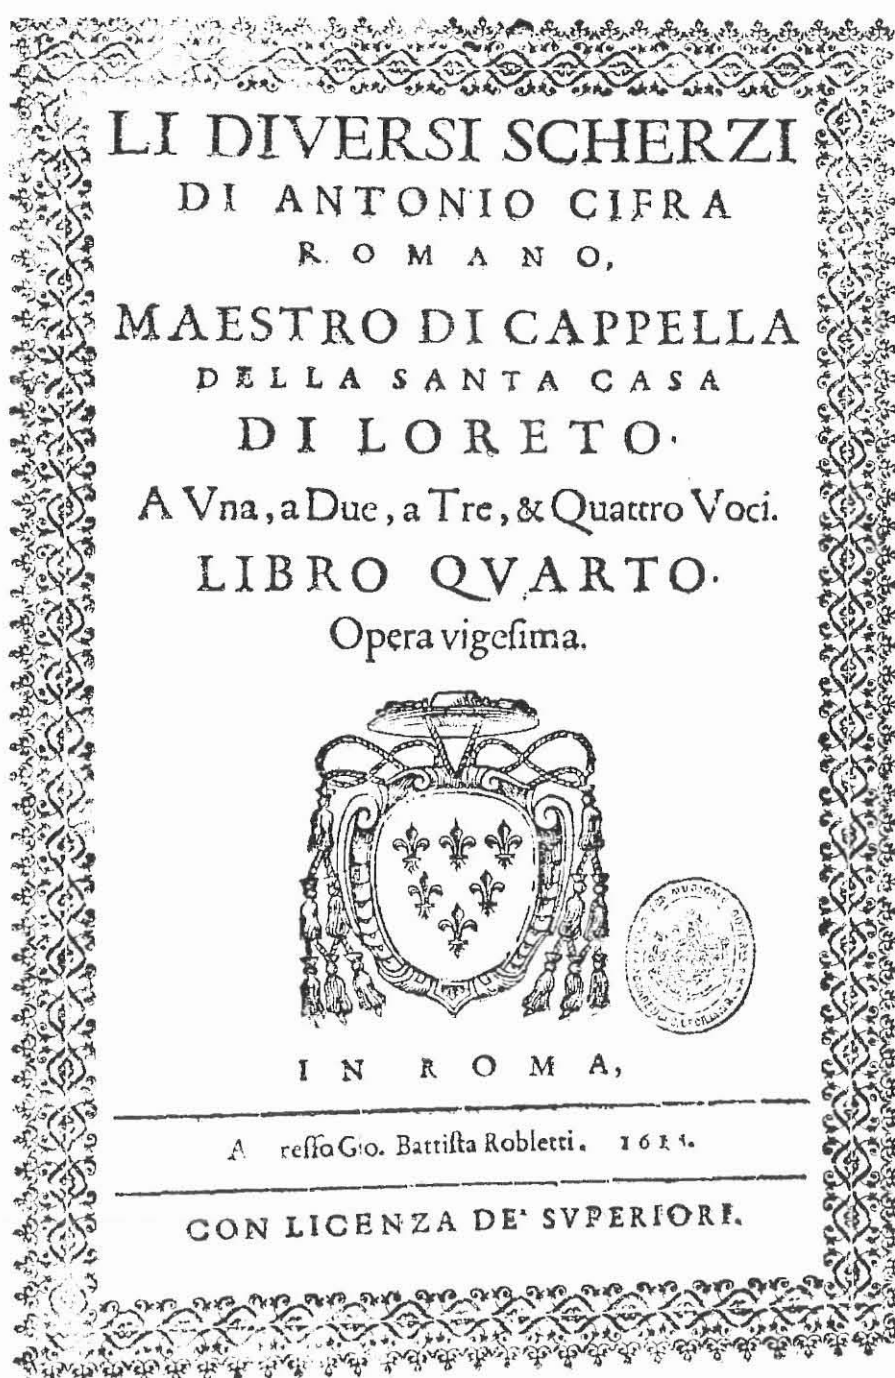 LI DIVERSI SCHERZI
DI ANTONIO CIFRA
ROMANO,
MAESTRO DI CAPPELLA
DELLA SANTA CASA
DI LORETO.
A Vna, a Due, a Tre, & Quattro Voci.
LIBRO QVARTO.
Opera vigeſima.
IN ROMA,
A reſſo Gio. Battiſta Robletti.
CON LICENZA DE' SVPERIORI.